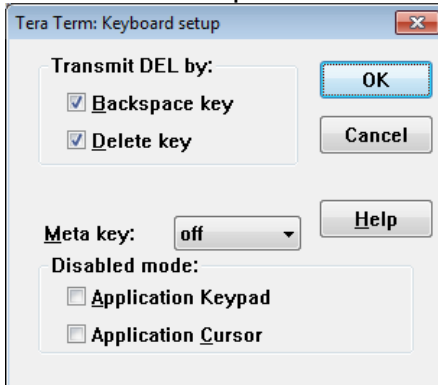 Tera Term: Keyboard setup
Transmit DEL by:
Backspace key
Delete key
OK
Cancel
Meta key:
off
Help
Disabled mode:
Application Keypad
Application Cursor